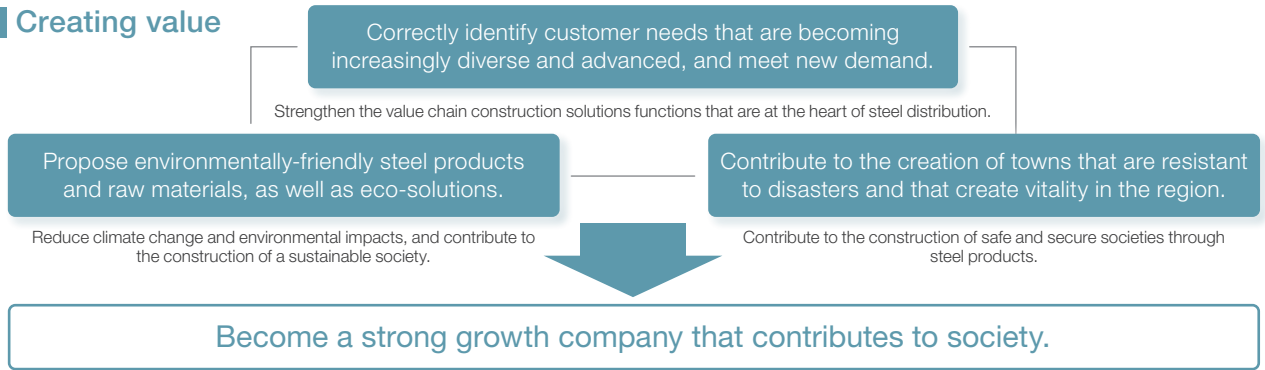 Creating value
Correctly identify customer needs that are becoming
increasingly diverse and advanced, and meet new demand.
Strengthen the value chain construction solutions functions that are at the heart of steel distribution.
Propose environmentally-friendly steel products
and raw materials, as well as eco-solutions.
Reduce climate change and environmental impacts, and contribute to
the construction of a sustainable society.
Contribute to the creation of towns that are resistant
to disasters and that create vitality in the region.
Contribute to the construction of safe and secure societies through
steel products.
Become a strong growth company that contributes to society.